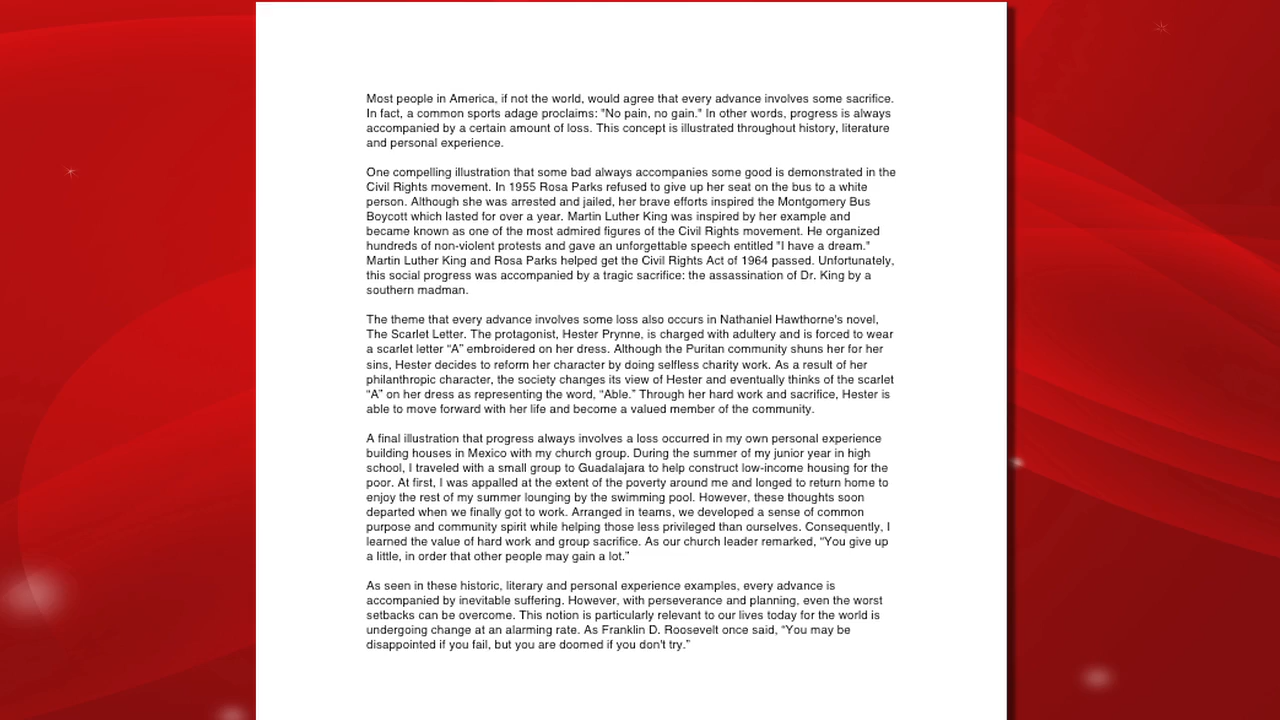 Most people in America, if not the world, would agree that every advance involves some sacrifice.
In fact, a common sports adage proclaims: "No pain, no gain." In other words, progress is always
accompanied by a certain amount of loss. This concept is illustrated throughout history, literature
and personal experience.
One compelling illustration that some bad always accompanies some good is demonstrated in the
Civil Rights movement. In 1955 Rosa Parks refused to give up her seat on the bus to a white
person. Although she was arrested and jailed, her brave efforts inspired the Montgomery Bus
Boycott which lasted for over a year. Martin Luther King was inspired by her example and
became known as one of the most admired figures of the Civil Rights movement. He organized
hundreds of non-violent protests and gave an unforgettable speech entitled "I have a dream."
Martin Luther King and Rosa Parks helped get the Civil Rights Act of 1964 passed. Unfortunately,
this social progress was accompanied by a tragic sacrifice: the assassination of Dr. King by a
southern madman.
The theme that every advance involves some loss also occurs in Nathaniel Hawthorne's novel,
The Scarlet Letter. The protagonist, Hester Prynne, is charged with adultery and is forced to wear
a scarlet letter “A” embroidered on her dress. Although the Puritan community shuns her for her
sins, Hester decides to reform her character by doing selfless charity work. As a result of her
philanthropic character, the society changes its view of Hester and eventually thinks of the scarlet
“A” on her dress as representing the word, “Able.” Through her hard work and sacrifice, Hester is
able to move forward with her life and become a valued member of the community.
A final illustration that progress always involves a loss occurred in my own personal experience
building houses in Mexico with my church group. During the summer of my junior year in high
school, I traveled with a small group to Guadalajara to help construct low-income housing for the
poor. At first, I was appalled at the extent of the poverty around me and longed to return home to
enjoy the rest of my summer lounging by the swimming pool. However, these thoughts soon
departed when we finally got to work. Arranged in teams, we developed a sense of common
purpose and community spirit while helping those less privileged than ourselves. Consequently, I
learned the value of hard work and group sacrifice. As our church leader remarked, “You give up
a little, in order that other people may gain a lot.”
As seen in these historic, literary and personal experience examples, every advance is
accompanied by inevitable suffering. However, with perseverance and planning, even the worst
setbacks can be overcome. This notion is particularly relevant to our lives today for the world is
undergoing change at an alarming rate. As Franklin D. Roosevelt once said, “You may be
disappointed if you fail, but you are doomed if you don't try.”